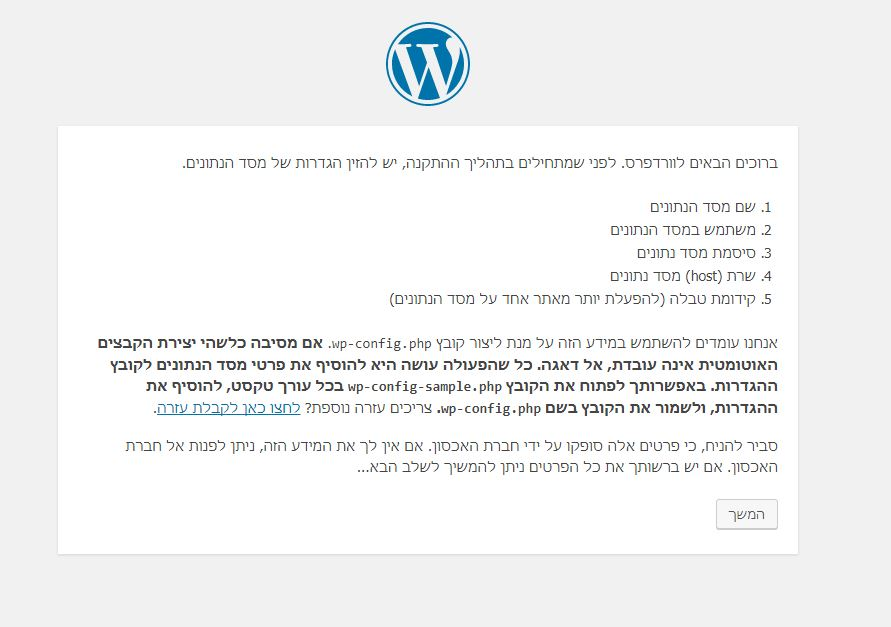 ברוכים הבאים לוורדפרס. לפני שמתחילים בתהליך ההתקנה, יש להזין הגדרות של מסד הנתונים.
1. שם מסד הנתונים
2. משתמש במסד הנתונים
3. סיסמת מסד נתונים
4. שרת (host) מסד נתונים
5. קידומת טבלה (להפעלת יותר מאתר אחד על מסד הנתונים)
אנחנו עומדים להשתמש במידע הזה על מנת ליצור קובץ wp-config.php. אם מסיבה כלשהי יצירת הקבצים
האוטומטית אינה עובדת, אל דאגה. כל שהפעולה עושה היא להוסיף את פרטי מסד הנתונים לקובץ
ההגדרות. באפשרותך לפתוח את הקובץ wp-config-sample.php בכל עורך טקסט, להוסיף את
ההגדרות, ולשמור את הקובץ בשם wp-config.php. צריכים עזרה נוספת? לחצו כאן לקבלת עזרה.
סביר להניח, כי פרטים אלה סופקו על ידי חברת האכסון. אם אין לך את המידע הזה, ניתן לפנות אל חברת
האכסון. אם יש ברשותך את כל הפרטים ניתן להמשיך לשלב הבא...
המשך